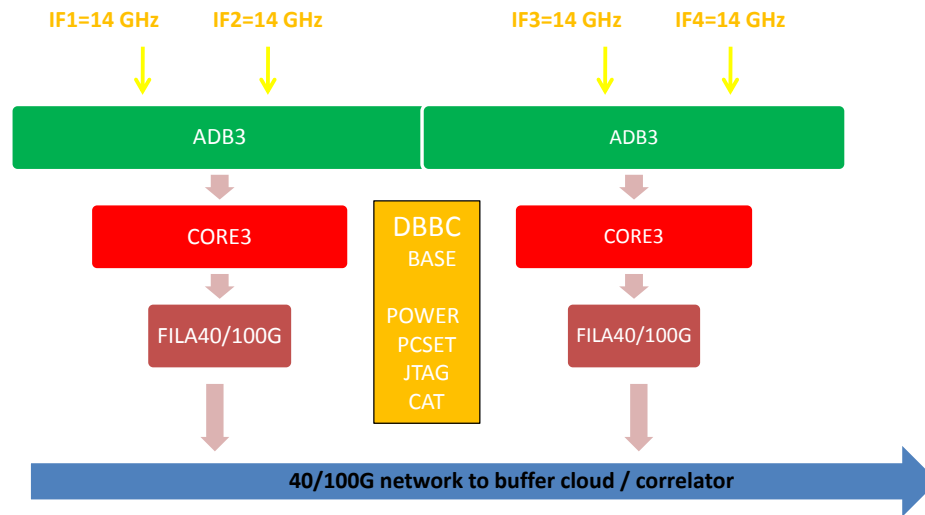 IF1=14 GHz IF2=14 GHz IF3=14 GHz IF4=14 GHz
ADB3 ADB3
CORE3 CORE3
DBBC
BASE
POWER
PCSET
JTAG
CAT
FILA40/100G FILA40/100G
40/100G network to buffer cloud / correlator